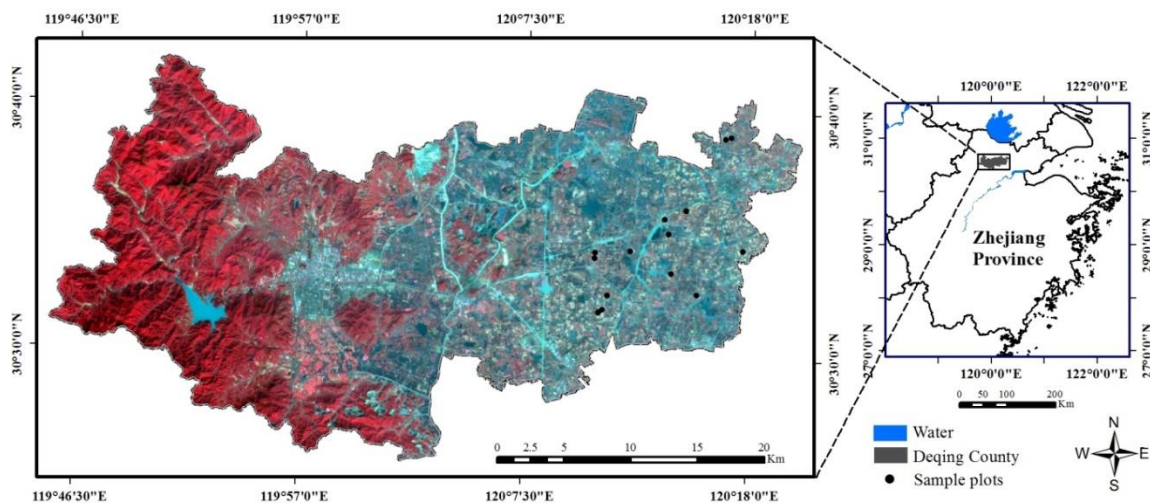 119°46'30"E 119°57'0"E 120°7'30"E 120°18'0"E
30°40'0"N
30°30'0"N
30°40'0"N
30°30'0"N
0 2.5 5 10 15 20
Km
119°46'30"E 119°57'0"E 120°7'30"E 120°18'0"E
120°0'0"E 122°0'0"E
31°0'0"N
29°0'0"N
27°0'0"N
31°0'0"N
29°0'0"N
27°0'0"N
Zhejiang
Province
120°0'0"E 122°0'0"E
0 50 100 200
Km
Water
Deqing County
Sample plots
N
W E
S